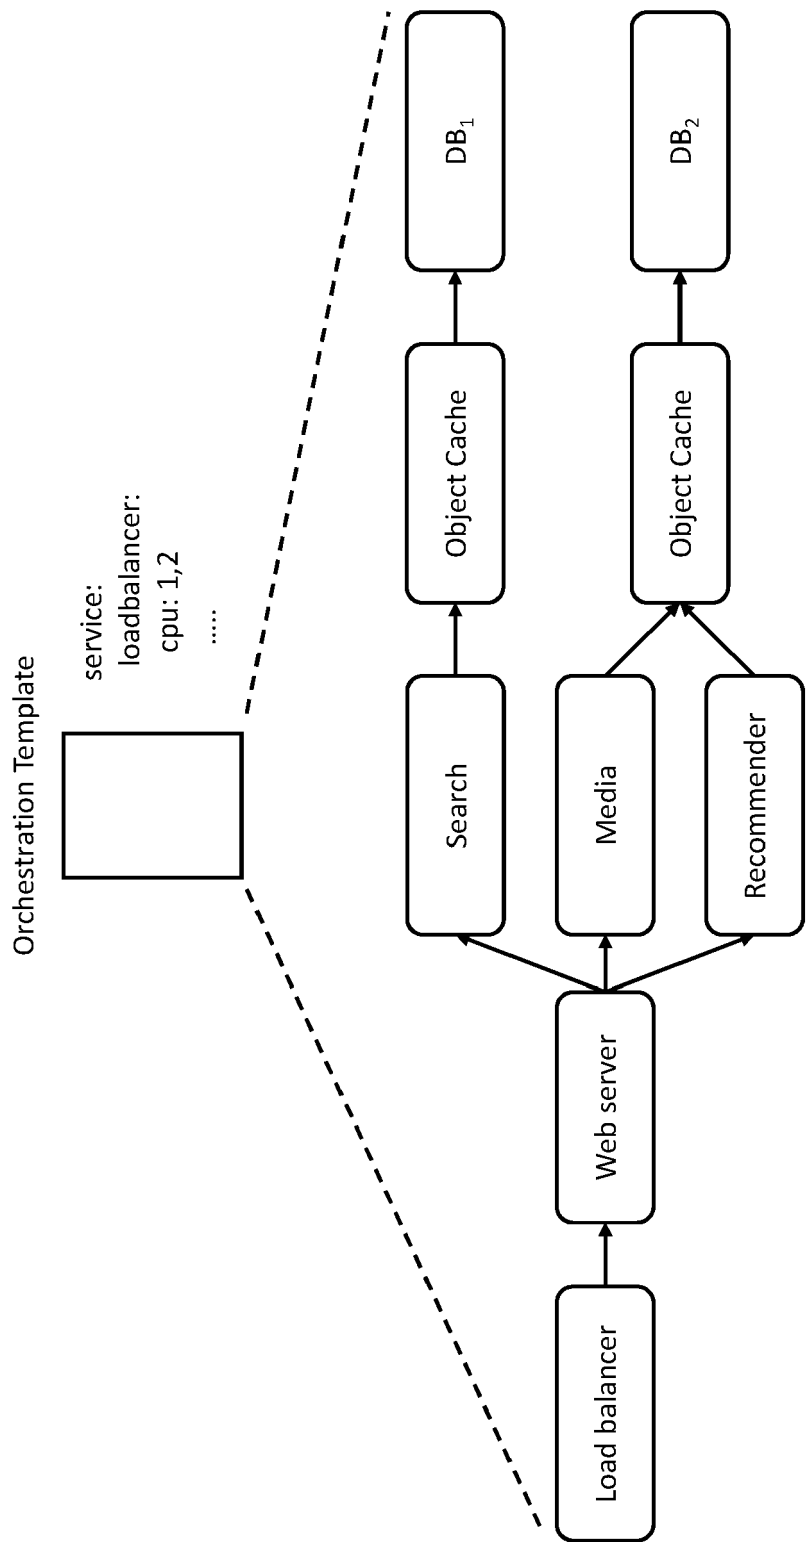 Orchestration Template
service:
loadbalancer:
cpu: 1,2
.....
Load balancer
Web server
Search
Media
Recommender
Object Cache
Object Cache
DB₁
DB₂